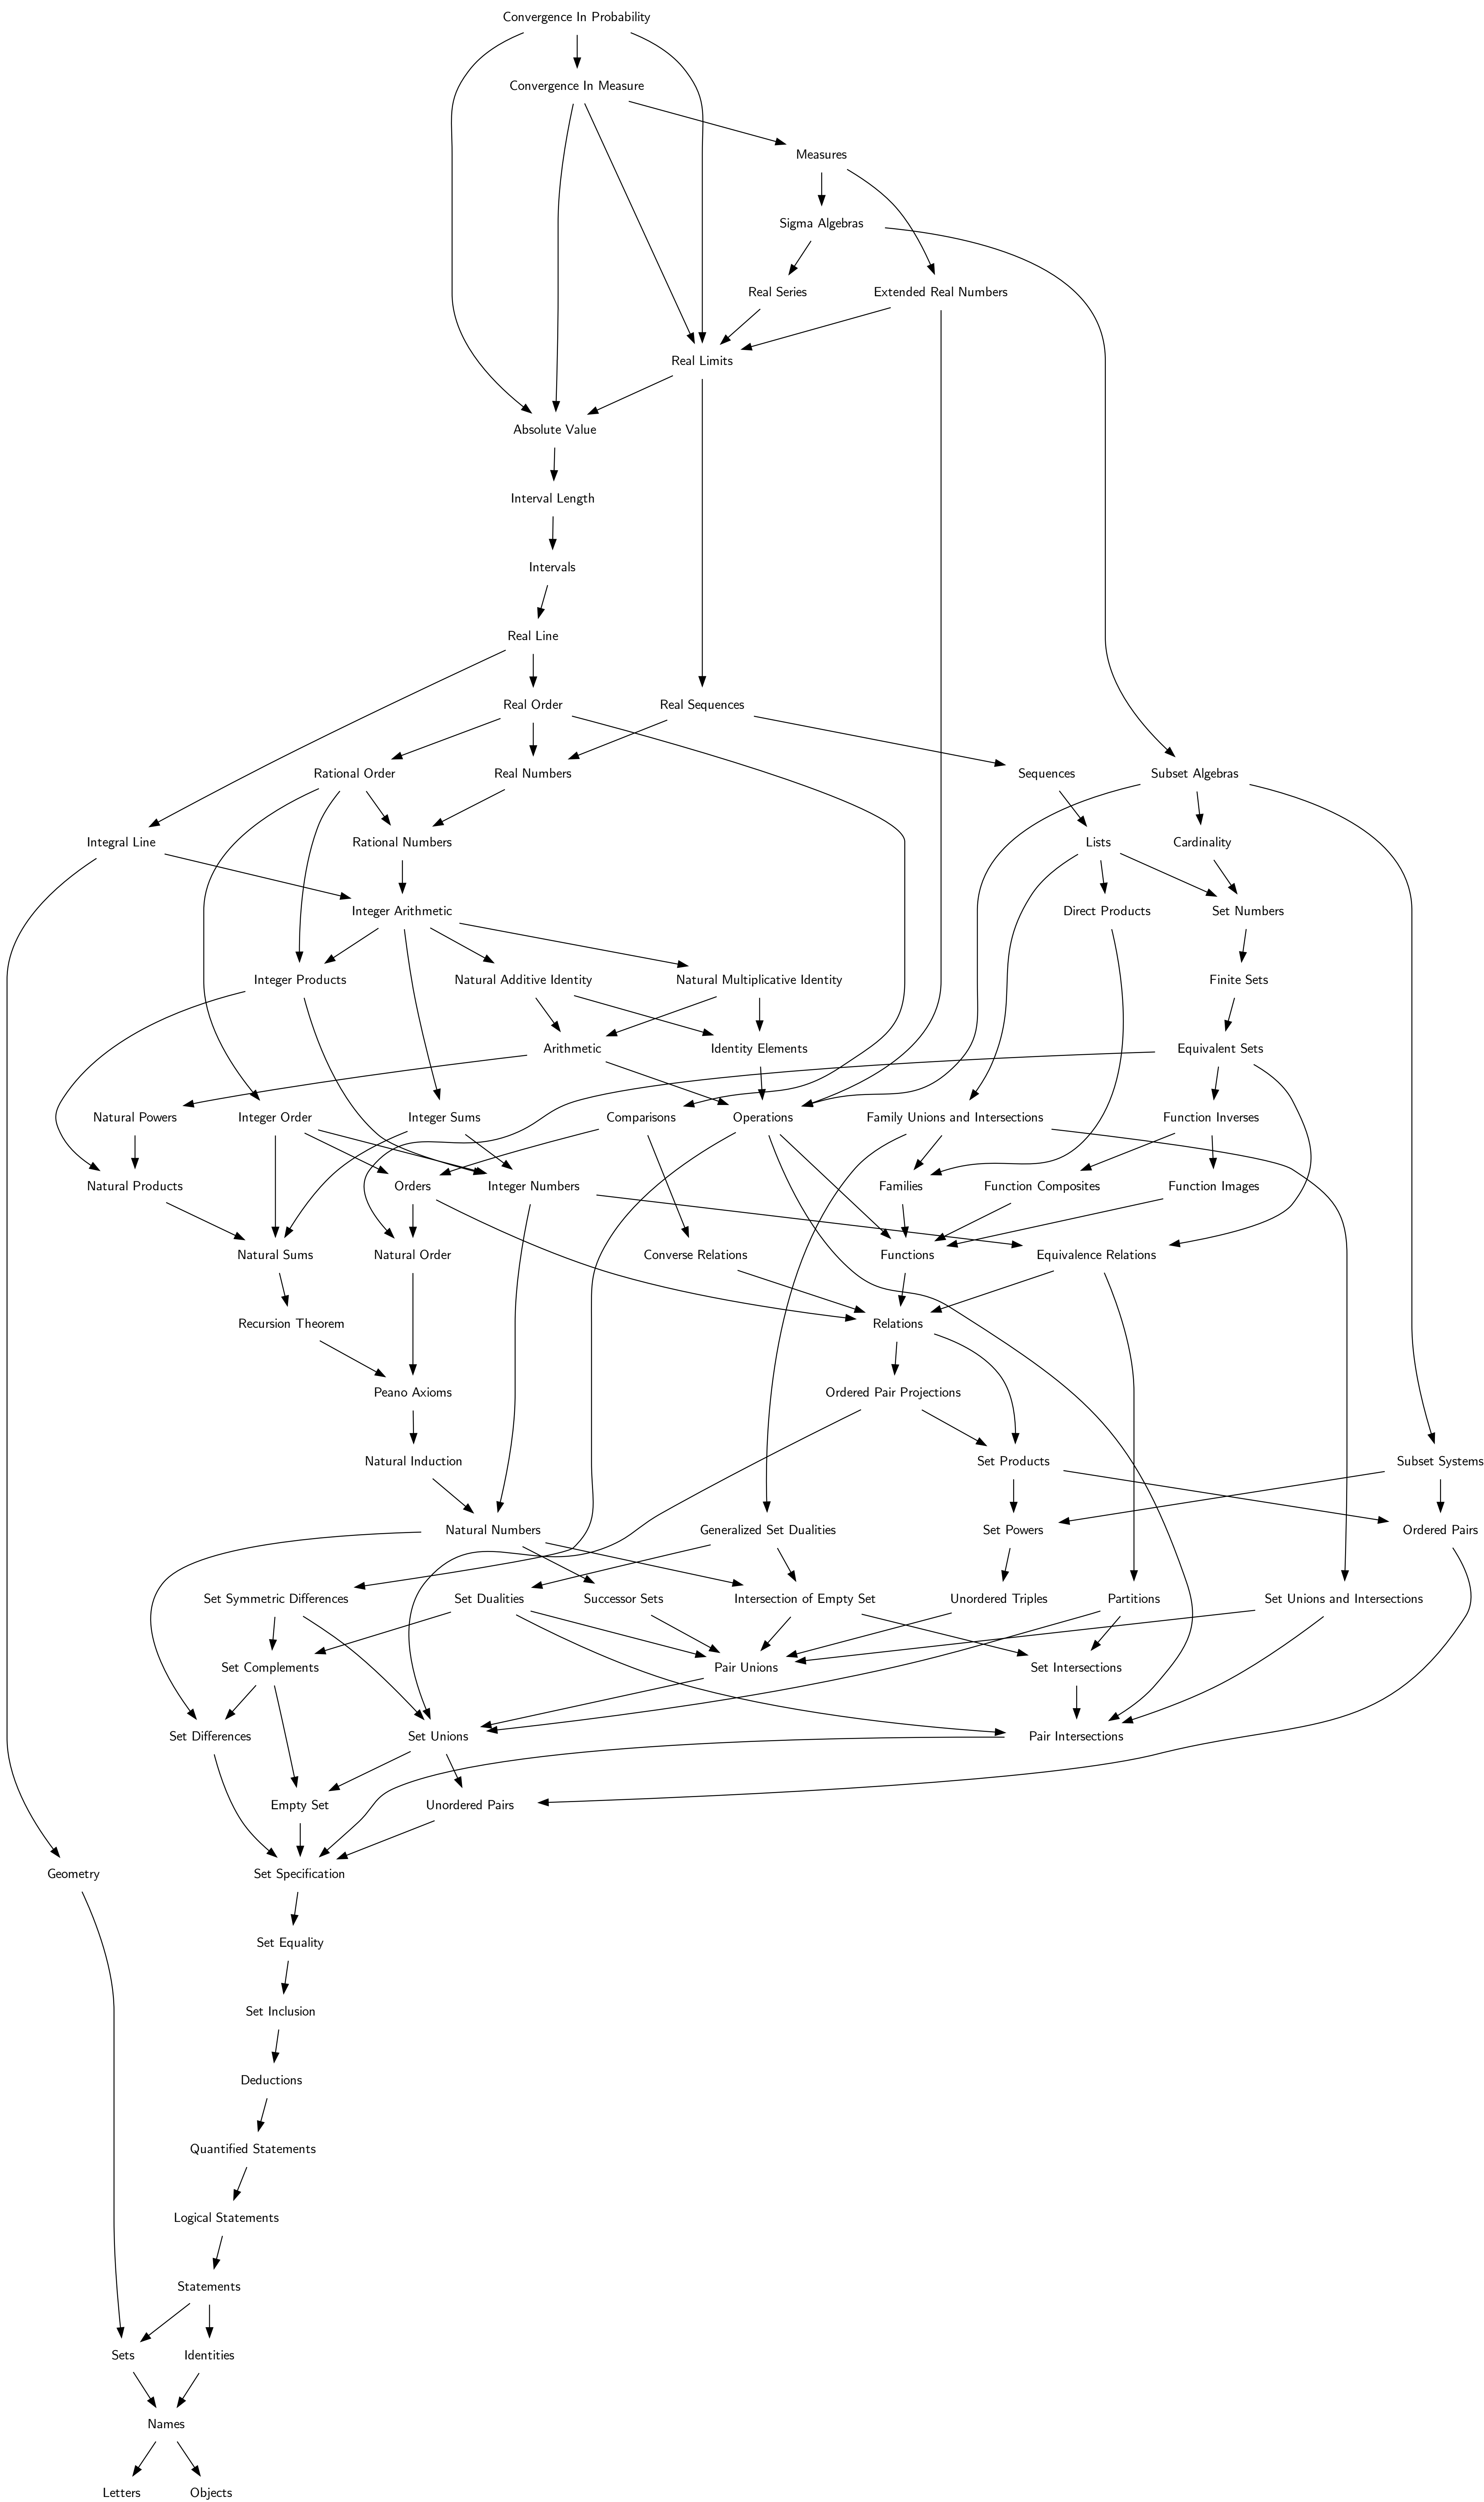 Convergence In Probability
Convergence In Measure
Measures
Sigma Algebras
Real Series
Extended Real Numbers
Real Limits
Absolute Value
Interval Length
Intervals
Real Line
Real Order
Real Sequences
Rational Order
Real Numbers
Sequences
Subset Algebras
Integral Line
Rational Numbers
Lists
Cardinality
Integer Arithmetic
Direct Products
Set Numbers
Integer Products
Natural Additive Identity
Natural Multiplicative Identity
Finite Sets
Arithmetic
Identity Elements
Equivalent Sets
Natural Powers
Integer Order
Integer Sums
Comparisons
Operations
Family Unions and Intersections
Function Inverses
Natural Products
Orders
Integer Numbers
Families
Function Composites
Function Images
Natural Sums
Natural Order
Converse Relations
Functions
Equivalence Relations
Recursion Theorem
Relations
Peano Axioms
Ordered Pair Projections
Natural Induction
Set Products
Subset Systems
Natural Numbers
Generalized Set Dualities
Set Powers
Ordered Pairs
Set Symmetric Differences
Set Dualities
Successor Sets
Intersection of Empty Set
Unordered Triples
Partitions
Set Unions and Intersections
Set Complements
Pair Unions
Set Intersections
Set Differences
Set Unions
Pair Intersections
Empty Set
Unordered Pairs
Geometry
Set Specification
Set Equality
Set Inclusion
Deductions
Quantified Statements
Logical Statements
Statements
Sets
Identities
Names
Letters
Objects